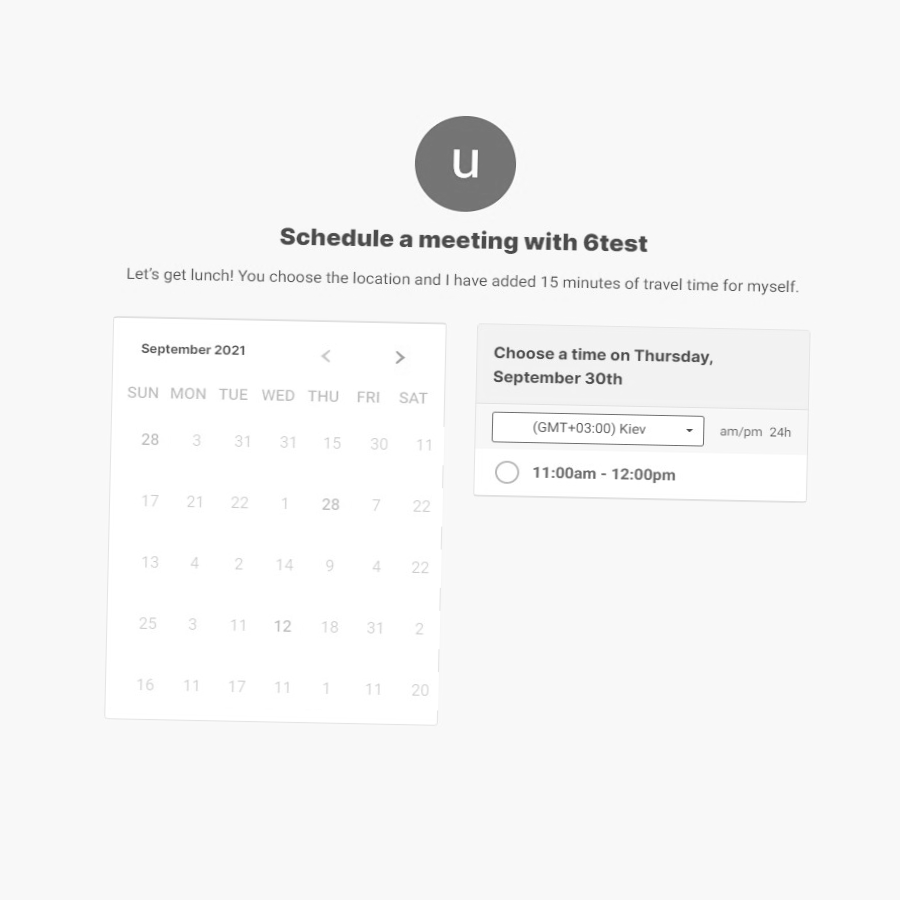 u
Schedule a meeting with 6test
Let's get lunch! You choose the location and I have added 15 minutes of travel time for myself.
September 2021
SUN MON TUE WED THU FRI SAT
28 3 31 31 15 30 11
17 21 22 1 28 7 22
13 4 2 14 9 4 22
25 3 11 12 18 31 2
16 11 17 11 1 11 20
Choose a time on Thursday,
September 30th
(GMT+03:00) Kiev am/pm 24h
11:00am - 12:00pm